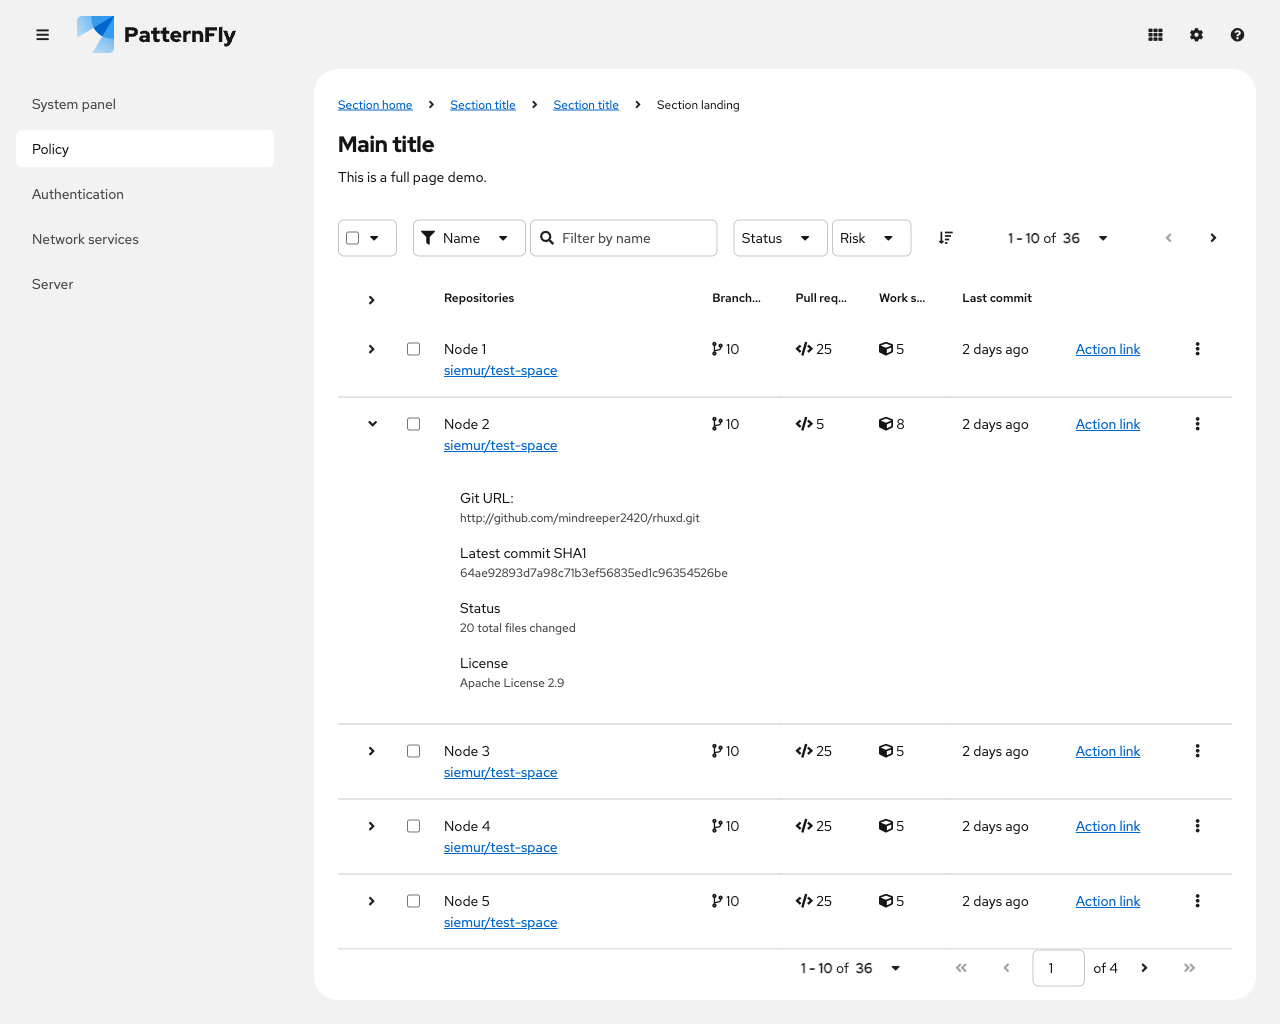 PatternFly
System panel
Policy
Authentication
Network services
Server
Section home Section title Section title Section landing
Main title
This is a full page demo.
Name Filter by name Status Risk 1 - 10 of 36
Repositories Branch... Pull req... Work s... Last commit
Node 1 10 25 5 2 days ago Action link
siemur/test-space
Node 2 10 5 8 2 days ago Action link
siemur/test-space
Git URL:
http://github.com/mindreeper2420/rhuxd.git
Latest commit SHA1
64ae92893d7a98c71b3ef56835ed1c96354526be
Status
20 total files changed
License
Apache License 2.9
Node 3 10 25 5 2 days ago Action link
siemur/test-space
Node 4 10 25 5 2 days ago Action link
siemur/test-space
Node 5 10 25 5 2 days ago Action link
siemur/test-space
1 - 10 of 36 1 of 4